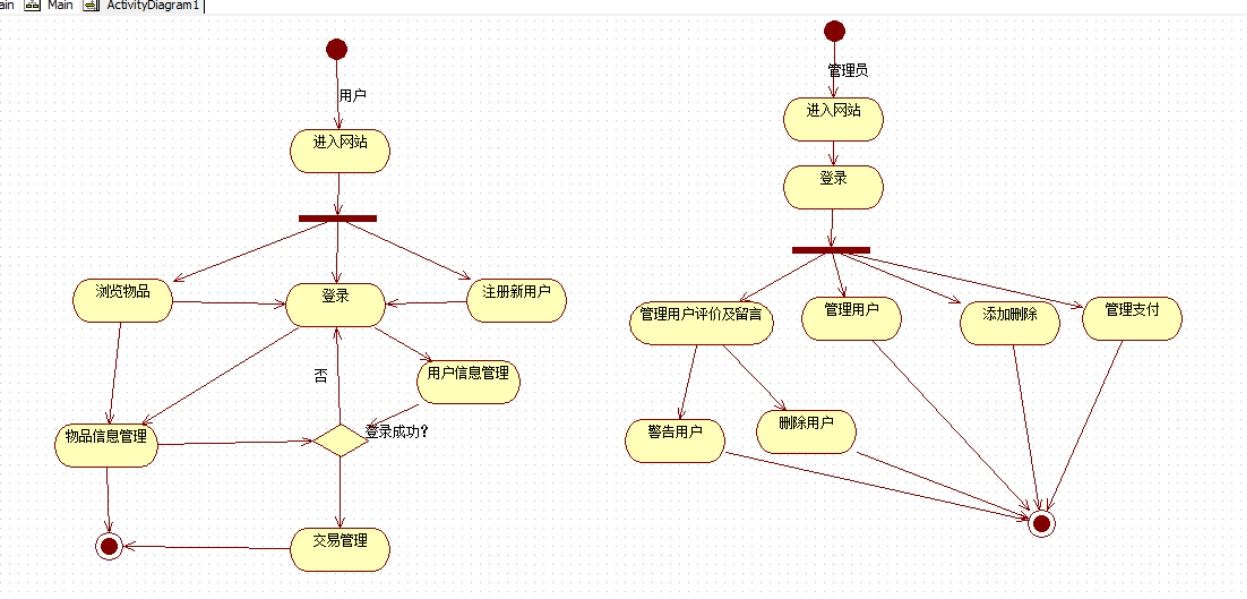 ain Main ActivityDiagram1
用户
进入网站
浏览物品
登录
注册新用户
否
用户信息管理
物品信息管理
登录成功？
交易管理
管理员
进入网站
登录
管理用户评价及留言
管理用户
添加删除
管理支付
警告用户
删除用户